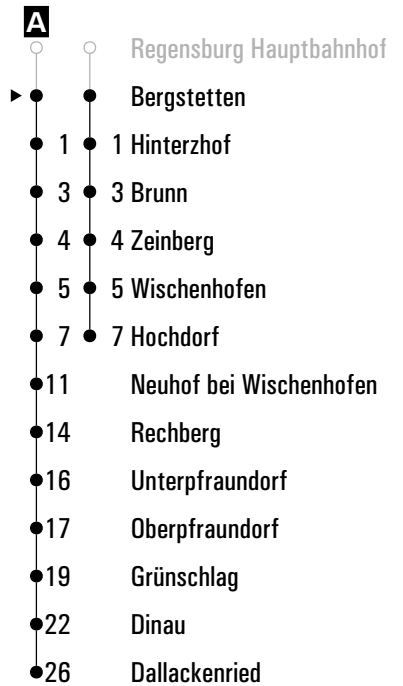 A
Regensburg Hauptbahnhof
Bergstetten
1 1 Hinterzhof
3 3 Brunn
4 4 Zeinberg
5 5 Wischenhofen
7 7 Hochdorf
11 Neuhof bei Wischenhofen
14 Rechberg
16 Unterpfraundorf
17 Oberpfraundorf
19 Grünschlag
22 Dinau
26 Dallackenried